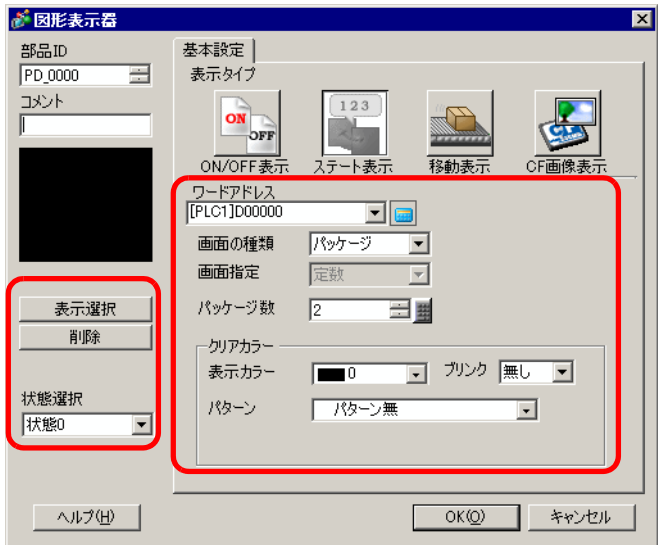 図形表示器
部品ID
PD_0000
コメント
表示選択
削除
状態選択
状態0
基本設定
表示タイプ
ON
OFF
123
CF
ON/OFF表示 ステート表示 移動表示 CF画像表示
ワードアドレス
[PLC1]D00000
画面の種類 パッケージ
画面指定 定数
パッケージ数 2
クリアカラー
表示カラー 0 ブリンク 無し
パターン パターン無
ヘルプ(H) OK(O) キャンセル